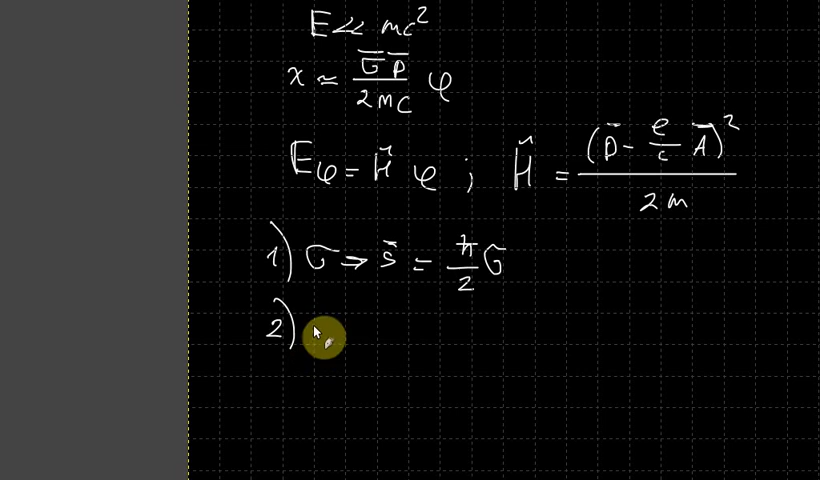 E << mc²
χ ≃ σ̄ p̄ / 2mc φ
Eφ = Ĥ φ ; Ĥ = (p̄ - e/c Ā)² / 2m
1) σ → s̄ = ħ/2 σ
2)